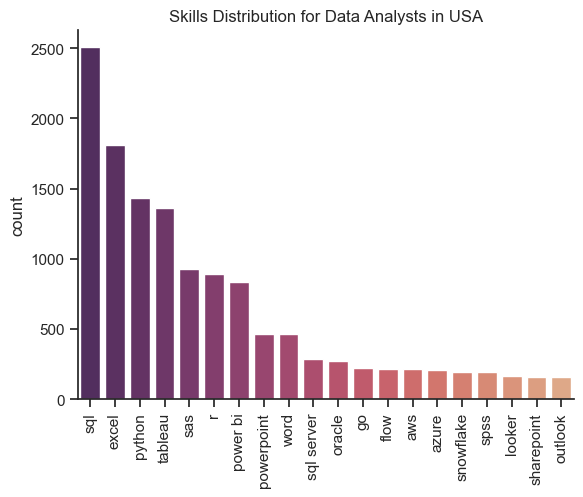 Skills Distribution for Data Analysts in USA
count
2500
2000
1500
1000
500
0
sql
excel
python
tableau
sas
r
power bi
powerpoint
word
sql server
oracle
go
flow
aws
azure
snowflake
spss
looker
sharepoint
outlook